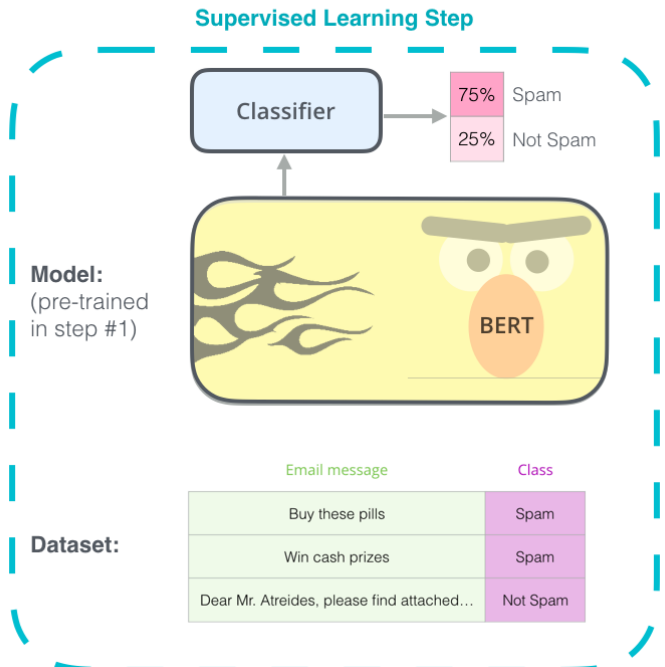 Supervised Learning Step
Classifier
75% Spam
25% Not Spam
Model:
(pre-trained
in step #1)
BERT
Email message Class
Dataset:
Buy these pills Spam
Win cash prizes Spam
Dear Mr. Atreides, please find attached... Not Spam